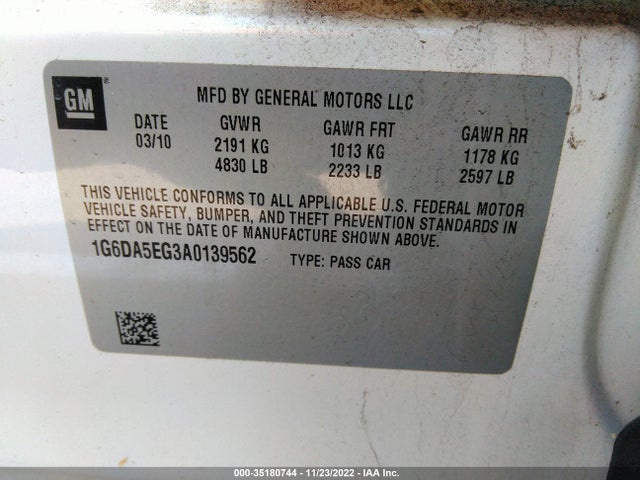 GM
MFD BY GENERAL MOTORS LLC
DATE GVWR GAWR FRT GAWR RR
03/10 2191 KG 1013 KG 1178 KG
4830 LB 2233 LB 2597 LB
THIS VEHICLE CONFORMS TO ALL APPLICABLE U.S. FEDERAL MOTOR
VEHICLE SAFETY, BUMPER, AND THEFT PREVENTION STANDARDS IN
EFFECT ON THE DATE OF MANUFACTURE SHOWN ABOVE.
1G6DA5EG3A0139562 TYPE: PASS CAR
000-35180744 - 11/23/2022 - IAA Inc.